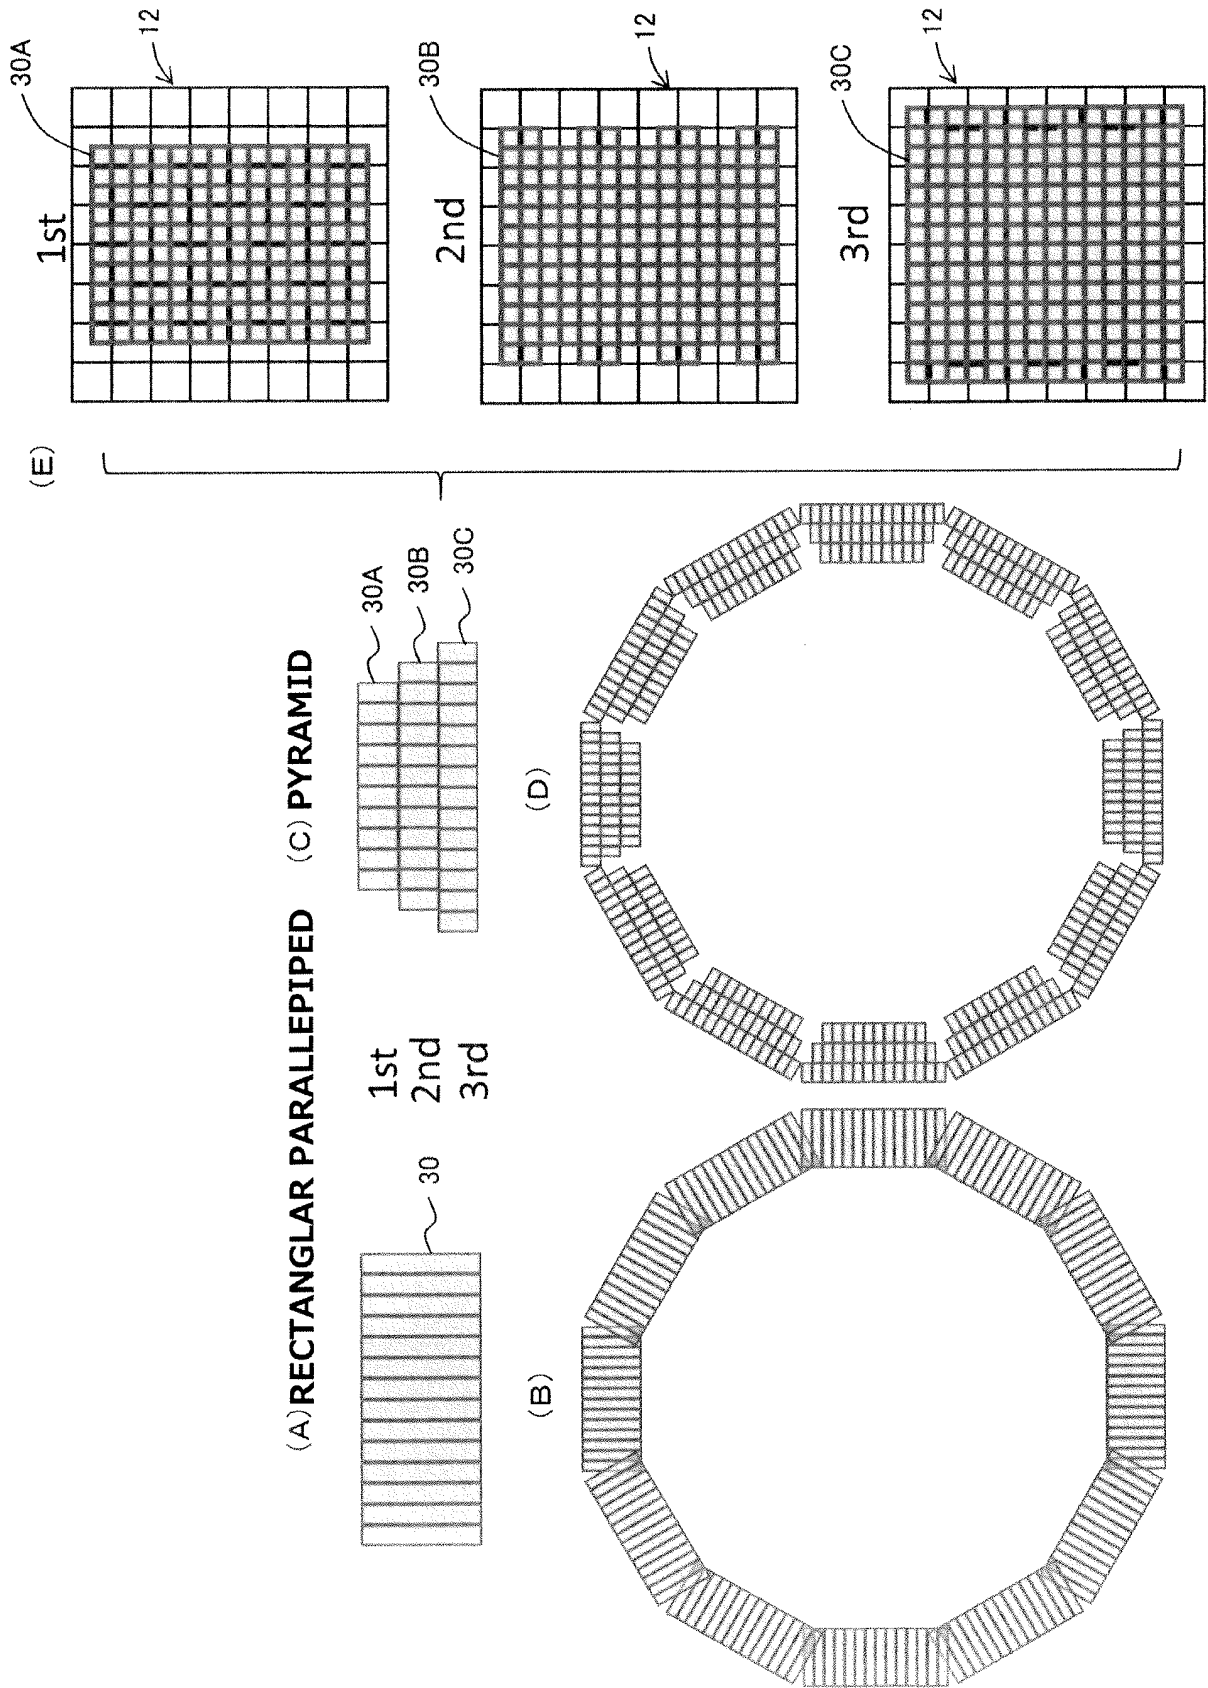 (A) RECTANGLAR PARALLEPIPED
30
(B)
1st
2nd
3rd
(C) PYRAMID
30A
30B
30C
(D)
(E)
1st
30A
12
2nd
30B
12
3rd
30C
12